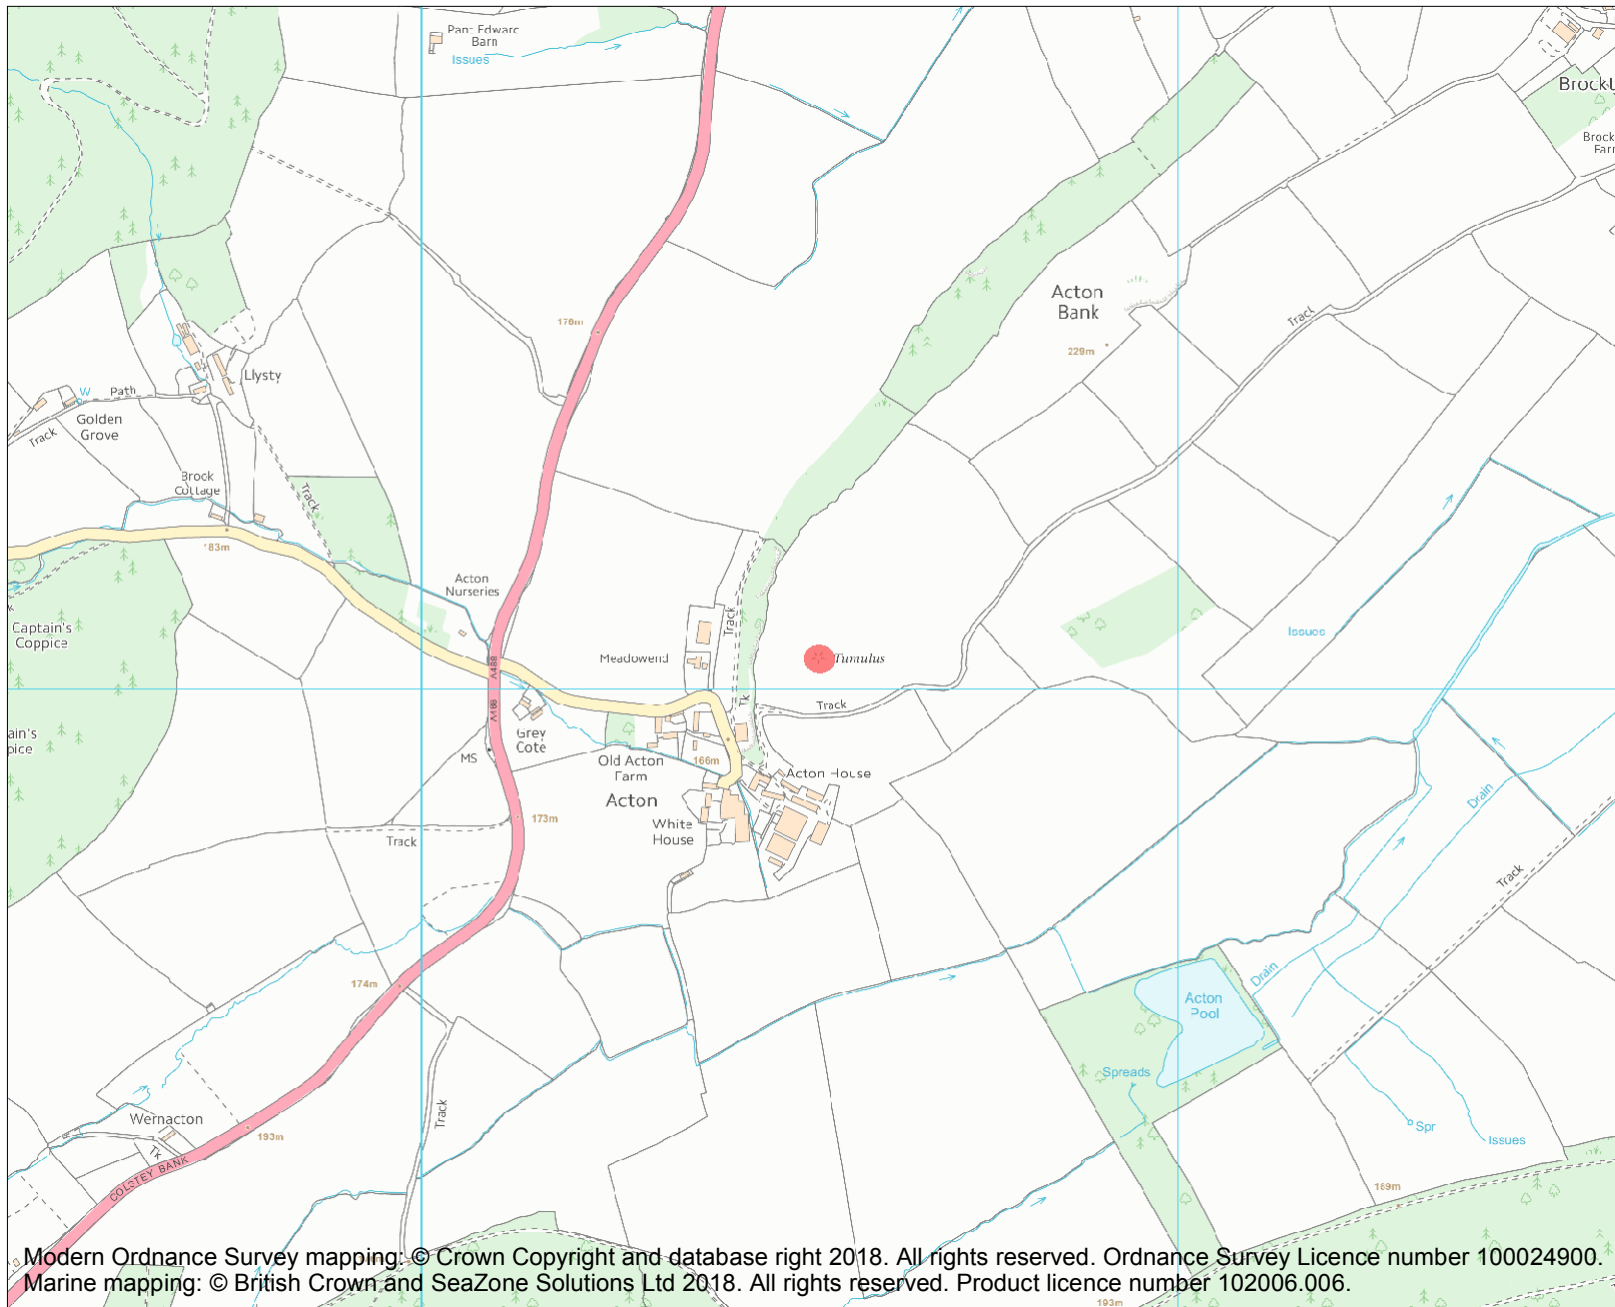 Pant Edward
Barn
Issues
Brock
Farm
Acton
Bank
229m
176m
Track
Llysty
W
Path
Golden
Grove
Track
Brock
Cottage
Track
183m
Acton
Nurseries
Captain's
Coppice
Issues
Track
Meadowend
Tumulus
A488
A488
Tk
Track
Grey
Cote
MS
Old Acton
Farm
166m
Acton House
Acton
White
House
173m
Track
Drain
Track
174m
Drain
Acton
Pool
Spreads
Track
Wernacton
193m
Tk
COLSTEY BANK
Spr
Issues
189m
Modern Ordnance Survey mapping: © Crown Copyright and database right 2018. All rights reserved. Ordnance Survey Licence number 100024900.
Marine mapping: © British Crown and SeaZone Solutions Ltd 2018. All rights reserved. Product licence number 102006.006.
193m